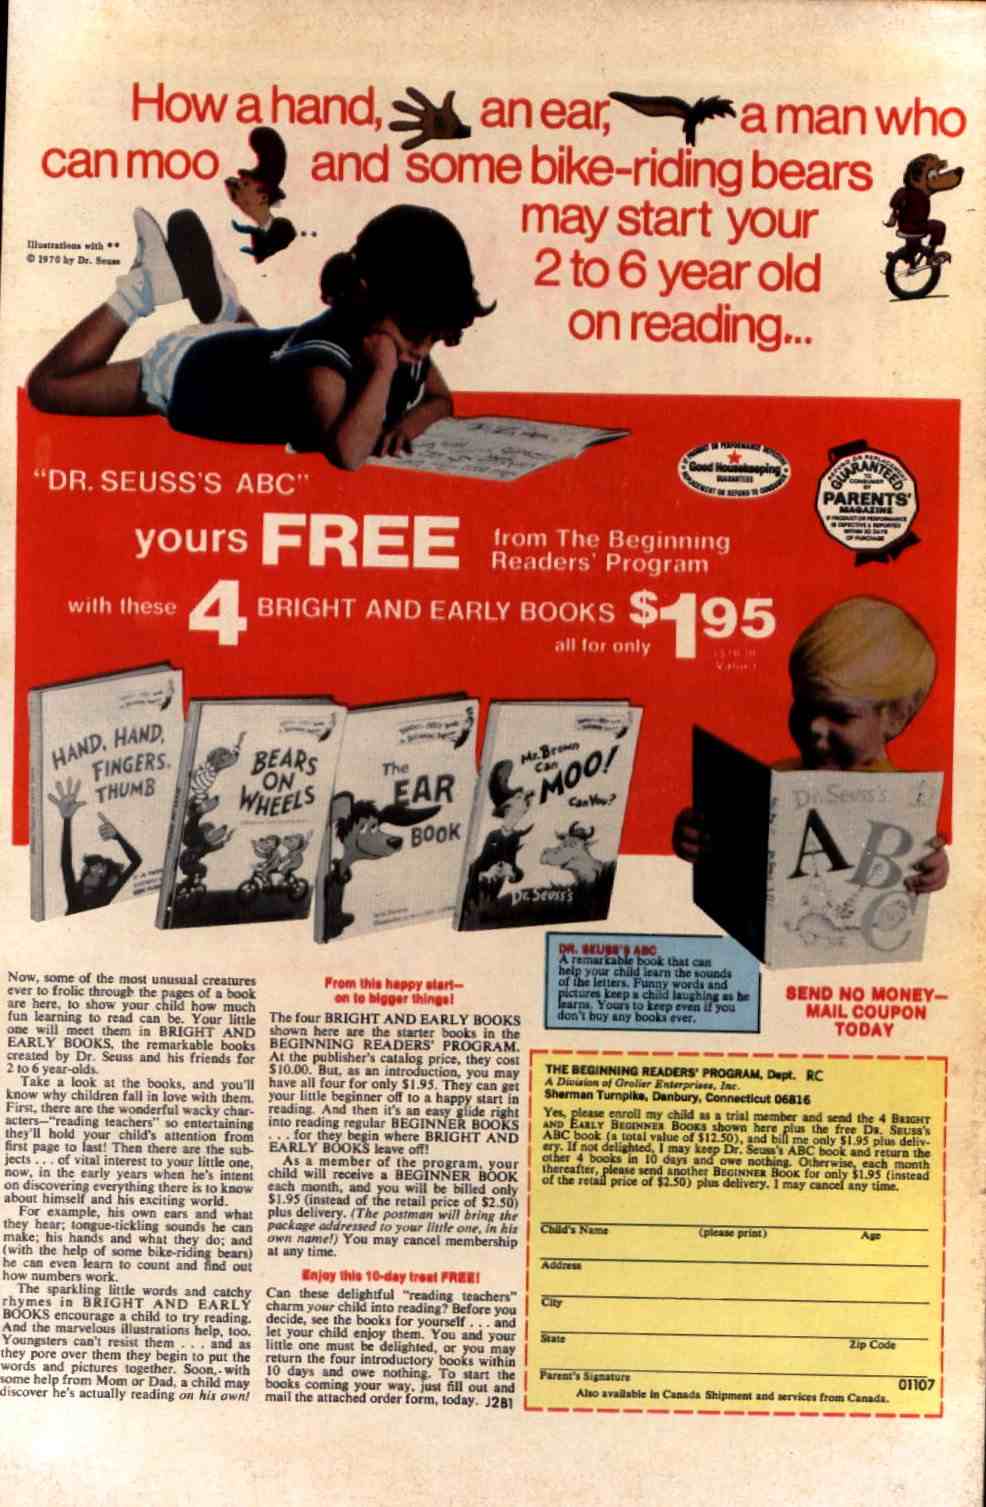 How a hand, an ear, a man who
can moo and some bike-riding bears
may start your
2 to 6 year old
on reading...
Illustrations with **
© 1970 by Dr. Seuss
"DR. SEUSS'S ABC"
yours FREE from The Beginning
Readers' Program
with these 4 BRIGHT AND EARLY BOOKS $1.95
all for only
Good Housekeeping
GUARANTEES
REPLACEMENT OR REFUND TO CONSUMER
GUARANTEED
TO
CONSUMER
BY
PARENTS'
MAGAZINE
IF PRODUCT OR PERFORMANCE
IS DEFECTIVE & REPORTED
WITHIN 30 DAYS
OF PURCHASE
HAND, HAND,
FINGERS,
THUMB
BEARS
ON
WHEELS
The
EAR
BOOK
Mr. Brown
Can
MOO!
Can You?
Dr. Seuss's
Dr. Seuss's
ABC
DR. SEUSS'S ABC
A remarkable book that can
help your child learn the sounds
of the letters. Funny words and
pictures keep a child laughing as he
learns. Yours to keep even if you
don't buy any books ever.
SEND NO MONEY—
MAIL COUPON
TODAY
Now, some of the most unusual creatures
ever to frolic through the pages of a book
are here, to show your child how much
fun learning to read can be. Your little
one will meet them in BRIGHT AND
EARLY BOOKS, the remarkable books
created by Dr. Seuss and his friends for
2 to 6 year-olds.
Take a look at the books, and you'll
know why children fall in love with them.
First, there are the wonderful wacky char-
acters—"reading teachers" so entertaining
they'll hold your child's attention from
first page to last! Then there are the sub-
jects . . . of vital interest to your little one,
now, in the early years when he's intent
on discovering everything there is to know
about himself and his exciting world.
For example, his own ears and what
they hear; tongue-tickling sounds he can
make; his hands and what they do; and
(with the help of some bike-riding bears)
he can even learn to count and find out
how numbers work.
The sparkling little words and catchy
rhymes in BRIGHT AND EARLY
BOOKS encourage a child to try reading.
And the marvelous illustrations help, too.
Youngsters can't resist them . . . and as
they pore over them they begin to put the
words and pictures together. Soon, with
some help from Mom or Dad, a child may
discover he's actually reading on his own!
From this happy start—
on to bigger things!
The four BRIGHT AND EARLY BOOKS
shown here are the starter books in the
BEGINNING READERS' PROGRAM.
At the publisher's catalog price, they cost
$10.00. But, as an introduction, you may
have all four for only $1.95. They can get
your little beginner off to a happy start in
reading. And then it's an easy glide right
into reading regular BEGINNER BOOKS
. . . for they begin where BRIGHT AND
EARLY BOOKS leave off!
As a member of the program, your
child will receive a BEGINNER BOOK
each month, and you will be billed only
$1.95 (instead of the retail price of $2.50)
plus delivery. (The postman will bring the
package addressed to your little one, in his
own name!) You may cancel membership
at any time.
Enjoy this 10-day treat FREE!
Can these delightful "reading teachers"
charm your child into reading? Before you
decide, see the books for yourself . . . and
let your child enjoy them. You and your
little one must be delighted, or you may
return the four introductory books within
10 days and owe nothing. To start the
books coming your way, just fill out and
mail the attached order form, today. J2B1
THE BEGINNING READERS' PROGRAM, Dept. RC
A Division of Grolier Enterprises, Inc.
Sherman Turnpike, Danbury, Connecticut 06816
Yes, please enroll my child as a trial member and send the 4 BRIGHT
AND EARLY BEGINNER BOOKS shown here plus the free DR. SEUSS'S
ABC book (a total value of $12.50), and bill me only $1.95 plus deliv-
ery. If not delighted, I may keep Dr. Seuss's ABC book and return the
other 4 books in 10 days and owe nothing. Otherwise, each month
thereafter, please send another BEGINNER BOOK for only $1.95 (instead
of the retail price of $2.50) plus delivery. I may cancel any time.
Child's Name (please print) Age
Address
City
State Zip Code
Parent's Signature 01107
Also available in Canada Shipment and services from Canada.